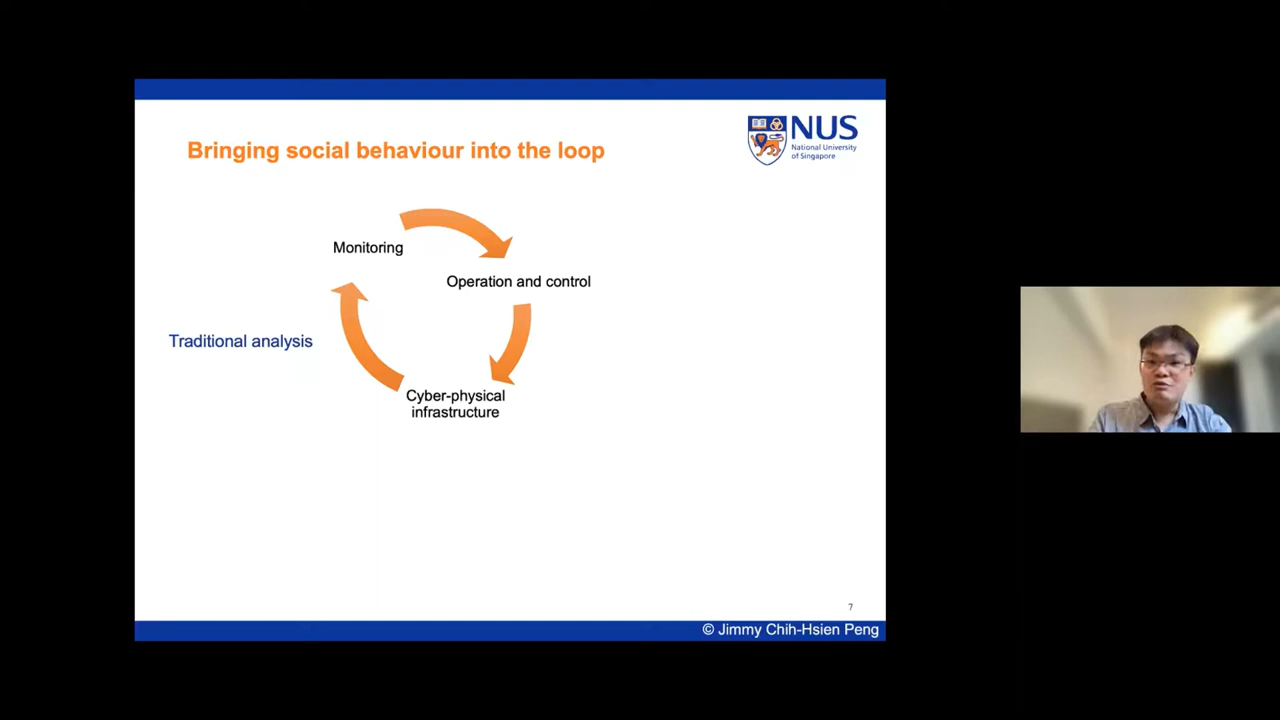 Bringing social behaviour into the loop
NUS
National University
of Singapore
Monitoring
Operation and control
Traditional analysis
Cyber-physical
infrastructure
7
© Jimmy Chih-Hsien Peng